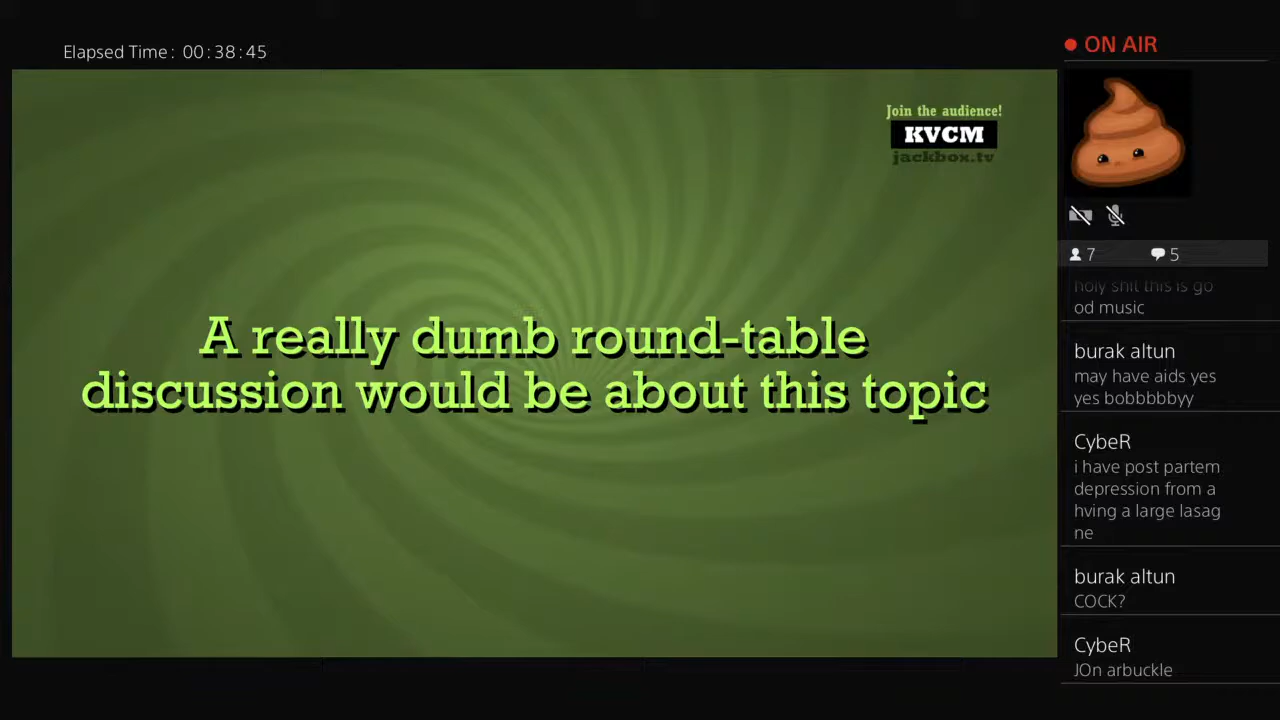 Elapsed Time: 00:38:45
ON AIR
Join the audience!
KVCM
jackbox.tv
A really dumb round-table
discussion would be about this topic
7
5
holy shit this is go
od music
burak altun
may have aids yes
yes bobbbbbyy
CybeR
i have post partem
depression from a
hving a large lasag
ne
burak altun
COCK?
CybeR
JOn arbuckle